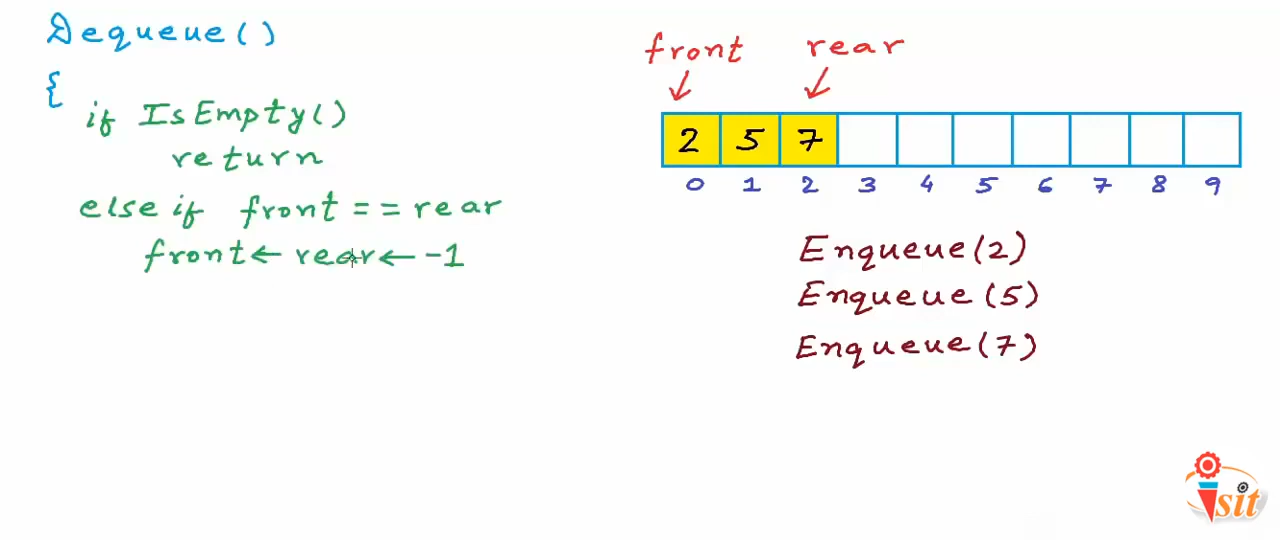 Dequeue()
{
if IsEmpty()
return
else if front == rear
front ← rear ← -1
front rear
2 5 7
0 1 2 3 4 5 6 7 8 9
Enqueue(2)
Enqueue(5)
Enqueue(7)
sit